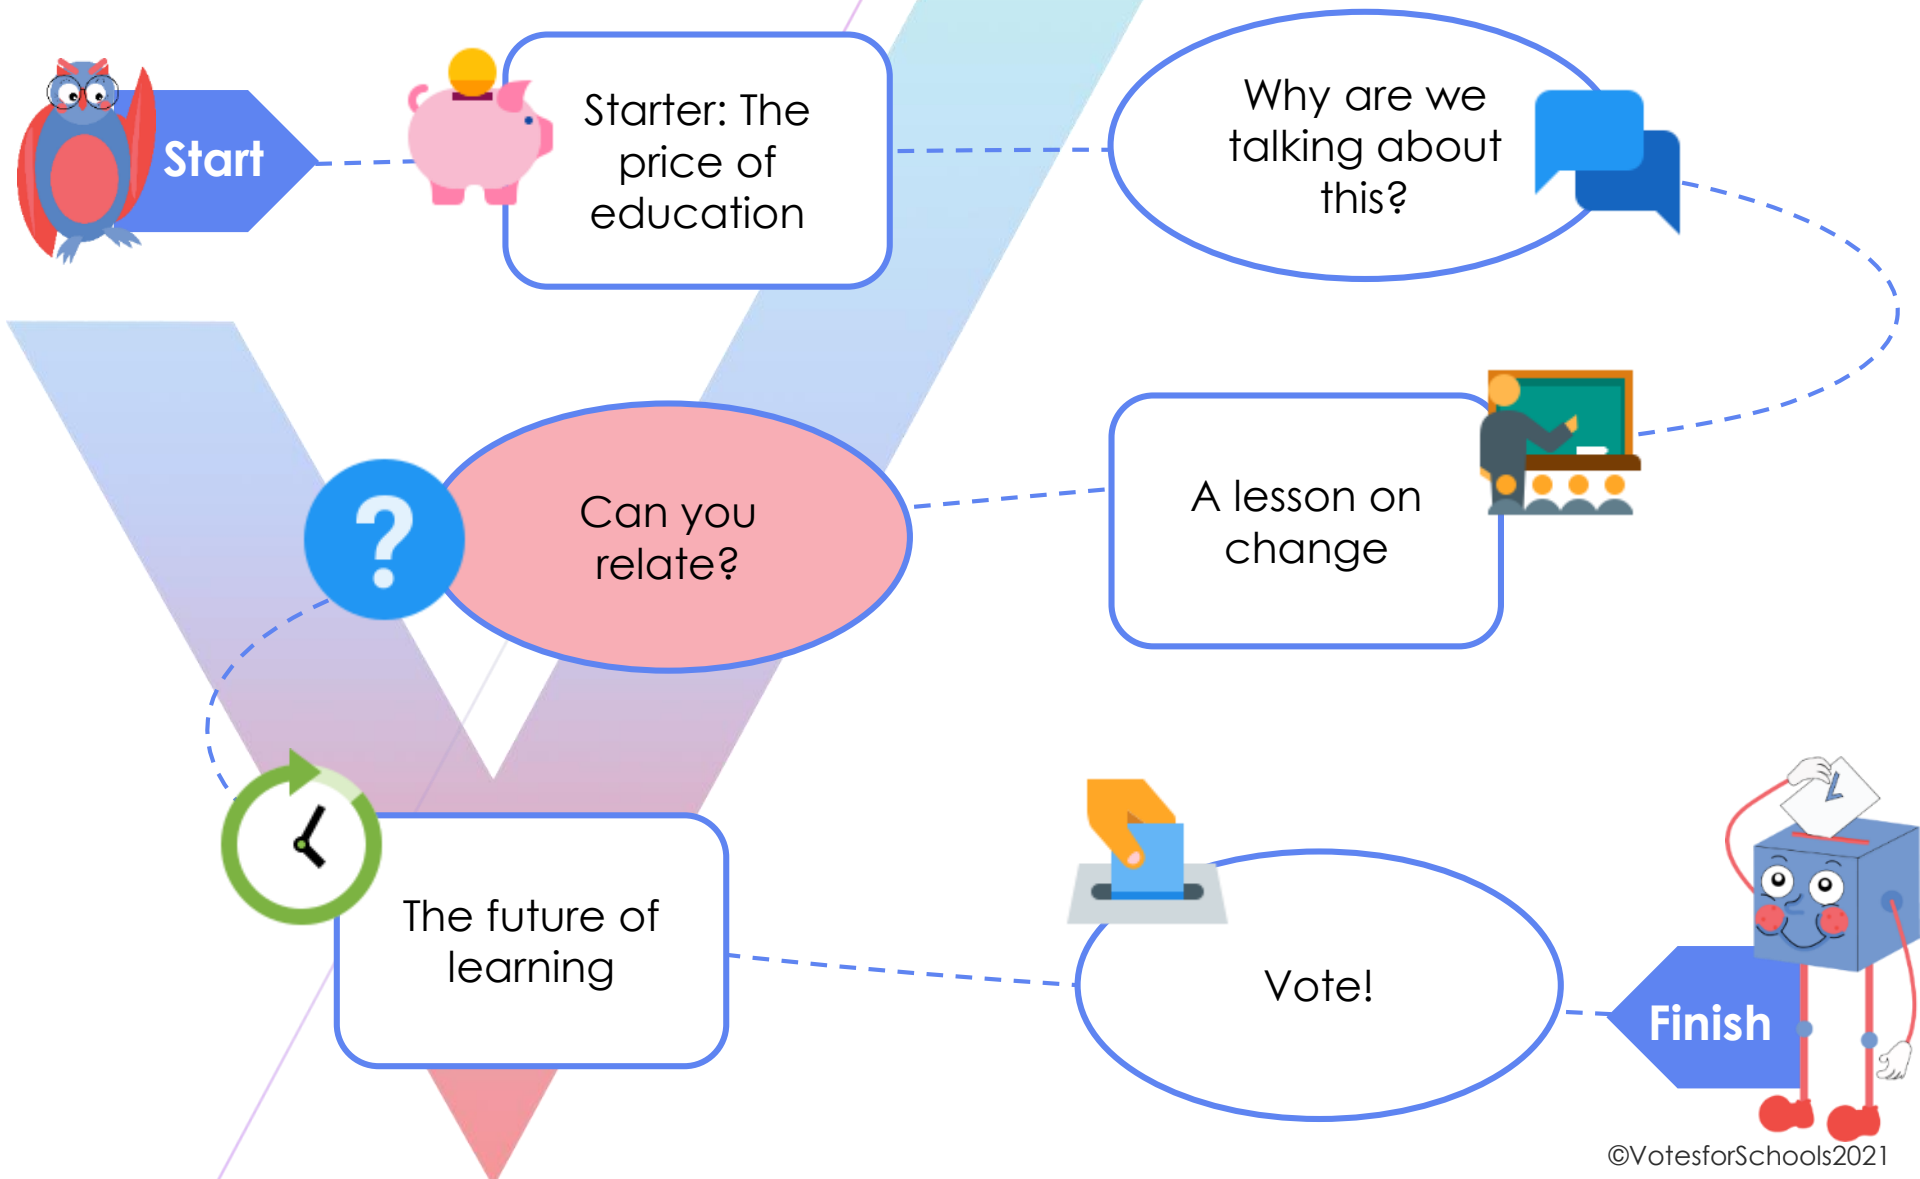 Start
Starter: The
price of
education
Why are we
talking about
this?
A lesson on
change
Can you
relate?
The future of
learning
Vote!
Finish
©VotesforSchools2021